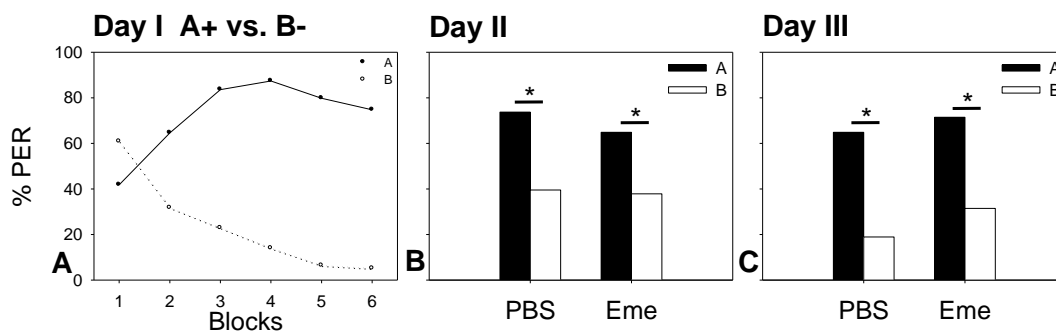 Day I A+ vs. B-
100
80
60
40
20
0
% PER
A
B
A
1
2
3
4
5
6
Blocks
Day II
A
B
*
*
B
PBS
Eme
Day III
A
B
*
*
C
PBS
Eme